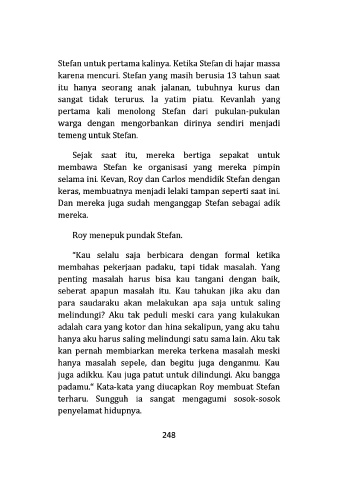 Stefan untuk pertama kalinya. Ketika Stefan di hajar massa
karena mencuri. Stefan yang masih berusia 13 tahun saat
itu hanya seorang anak jalanan, tubuhnya kurus dan
sangat tidak terurus. Ia yatim piatu. Kevanlah yang
pertama kali menolong Stefan dari pukulan-pukulan
warga dengan mengorbankan dirinya sendiri menjadi
temeng untuk Stefan.
Sejak saat itu, mereka bertiga sepakat untuk
membawa Stefan ke organisasi yang mereka pimpin
selama ini. Kevan, Roy dan Carlos mendidik Stefan dengan
keras, membuatnya menjadi lelaki tampan seperti saat ini.
Dan mereka juga sudah menganggap Stefan sebagai adik
mereka.
Roy menepuk pundak Stefan.
"Kau selalu saja berbicara dengan formal ketika
membahas pekerjaan padaku, tapi tidak masalah. Yang
penting masalah harus bisa kau tangani dengan baik,
seberat apapun masalah itu. Kau tahukan jika aku dan
para saudaraku akan melakukan apa saja untuk saling
melindungi? Aku tak peduli meski cara yang kulakukan
adalah cara yang kotor dan hina sekalipun, yang aku tahu
hanya aku harus saling melindungi satu sama lain. Aku tak
kan pernah membiarkan mereka terkena masalah meski
hanya masalah sepele, dan begitu juga denganmu. Kau
juga adikku. Kau juga patut untuk dilindungi. Aku bangga
padamu." Kata-kata yang diucapkan Roy membuat Stefan
terharu. Sungguh ia sangat mengagumi sosok-sosok
penyelamat hidupnya.
248